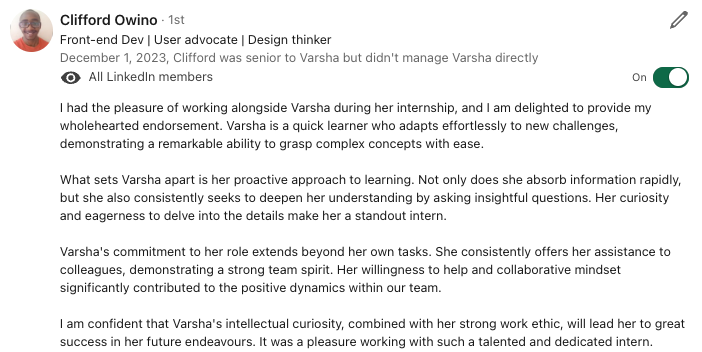 Clifford Owino · 1st
Front-end Dev | User advocate | Design thinker
December 1, 2023, Clifford was senior to Varsha but didn't manage Varsha directly
All LinkedIn members
On
I had the pleasure of working alongside Varsha during her internship, and I am delighted to provide my
wholehearted endorsement. Varsha is a quick learner who adapts effortlessly to new challenges,
demonstrating a remarkable ability to grasp complex concepts with ease.
What sets Varsha apart is her proactive approach to learning. Not only does she absorb information rapidly,
but she also consistently seeks to deepen her understanding by asking insightful questions. Her curiosity
and eagerness to delve into the details make her a standout intern.
Varsha's commitment to her role extends beyond her own tasks. She consistently offers her assistance to
colleagues, demonstrating a strong team spirit. Her willingness to help and collaborative mindset
significantly contributed to the positive dynamics within our team.
I am confident that Varsha's intellectual curiosity, combined with her strong work ethic, will lead her to great
success in her future endeavours. It was a pleasure working with such a talented and dedicated intern.